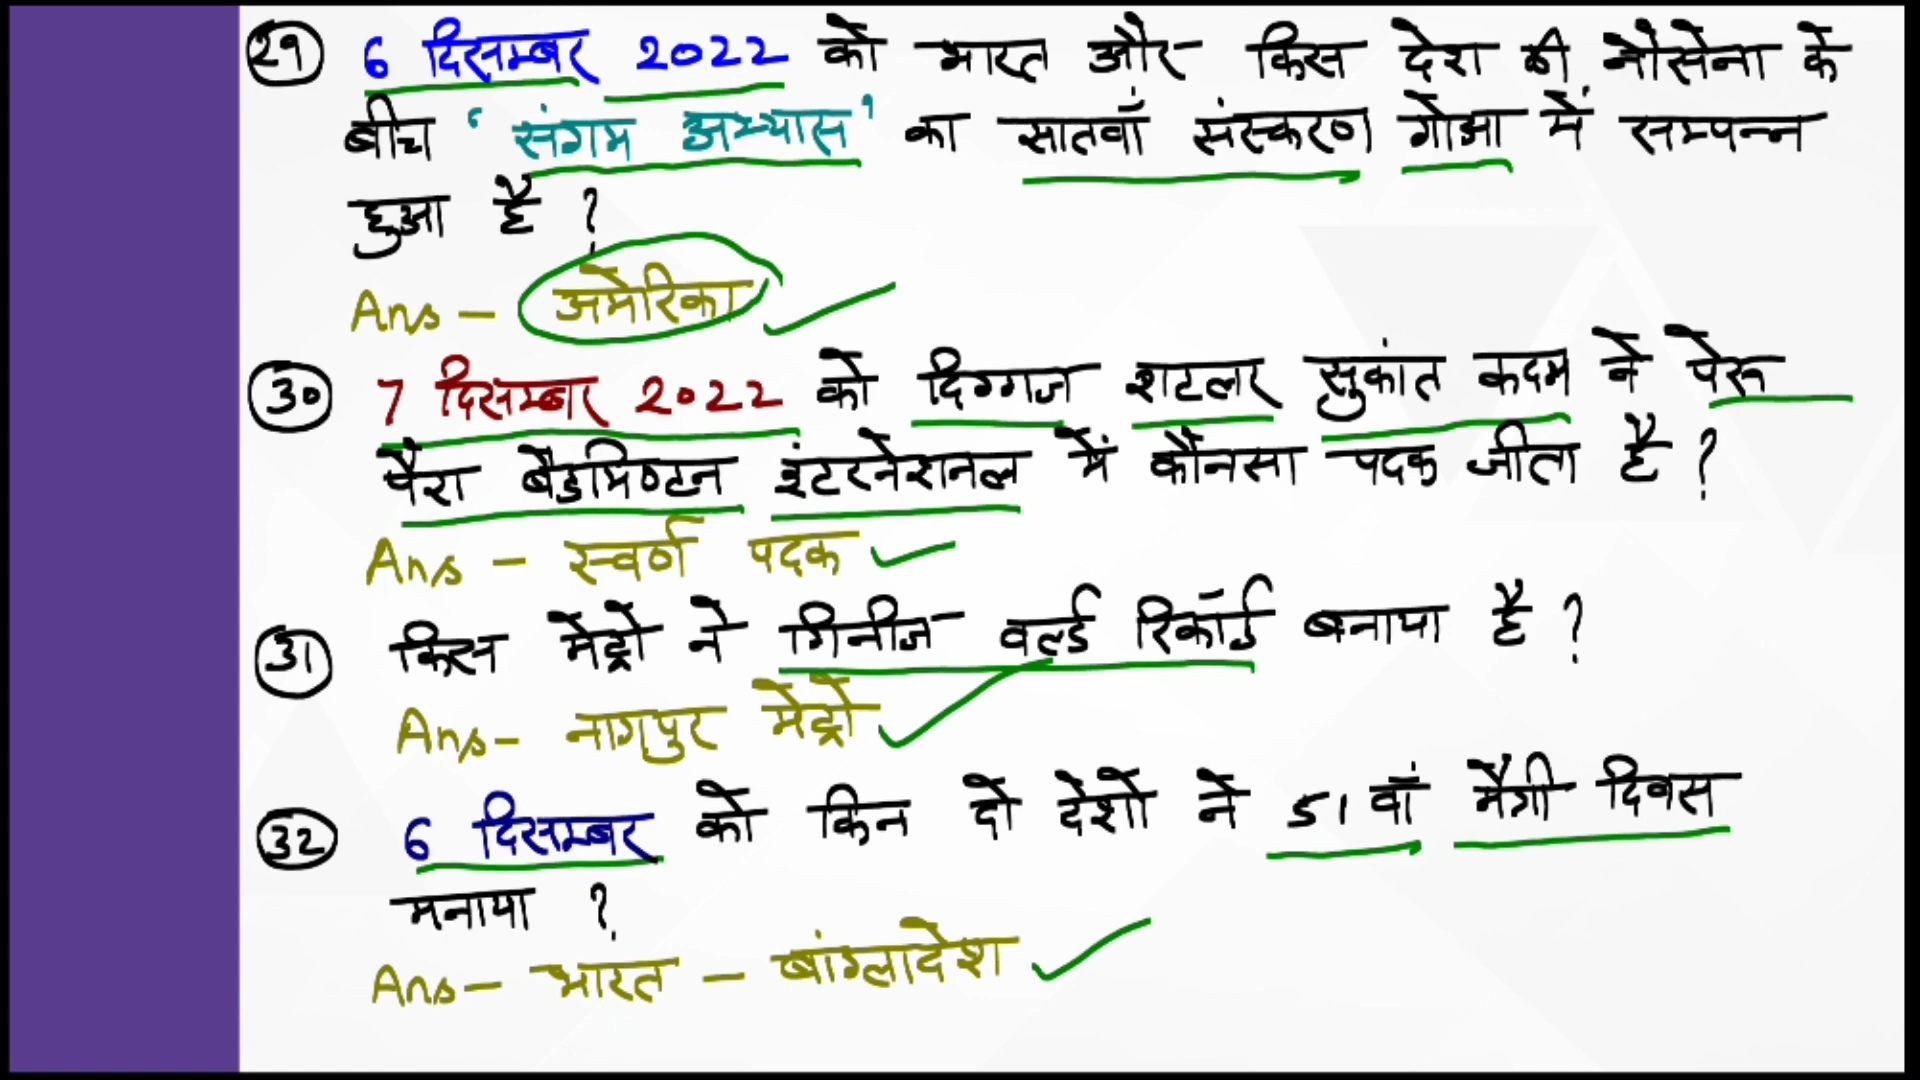 29 6 दिसम्बर 2022 को भारत और किस देश की नौसेना के
बीच 'संगम अभ्यास' का सातवाँ संस्करण गोआ में सम्पन्न
हुआ है ?
Ans - अमेरिका
30 7 दिसम्बर 2022 को दिग्गज शटलर सुकांत कदम ने पेरू
पैरा बैडमिण्टन इंटरनेशनल में कौनसा पदक जीता है ?
Ans - स्वर्ण पदक
31 किस मेट्रो ने गिनीज वर्ल्ड रिकॉर्ड बनाया है ?
Ans - नागपुर मेट्रो
32 6 दिसम्बर को किन दो देशों ने 51 वां मैत्री दिवस
मनाया ?
Ans - भारत - बांग्लादेश